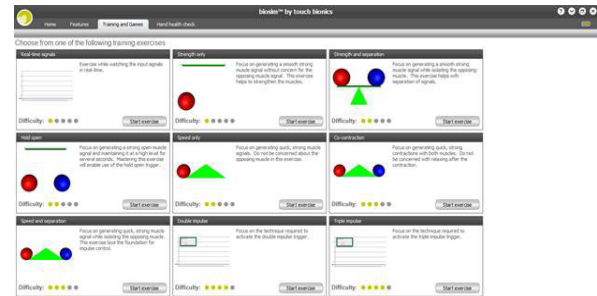 biosim™ by touch bionics
Home Features Training and Games Hand health check
Choose from one of the following training exercises
Real-time signals
Exercise while watching the input signals
in real-time.
Difficulty:
Start exercise
Strength only
Focus on generating a smooth strong
muscle signal without concern for the
opposing muscle signal. This exercise
helps to strengthen the muscles.
Difficulty:
Start exercise
Strength and separation
Focus on generating a smooth strong
muscle signal while isolating the opposing
muscle. This exercise helps with
separation of signals.
Difficulty:
Start exercise
Hold open
Focus on generating a strong open muscle
signal and maintaining it at a high level for
several seconds. Mastering this exercise
will enable use of the hold open trigger.
Difficulty:
Start exercise
Speed only
Focus on generating quick, strong muscle
signals. Do not be concerned about the
opposing muscle in this exercise.
Difficulty:
Start exercise
Co-contraction
Focus on generating quick, strong
contractions with both muscles. Do not
be concerned with relaxing after the
contraction.
Difficulty:
Start exercise
Speed and separation
Focus on generating quick, strong muscle
signal while isolating the opposing muscle.
This exercise lays the foundation for
impulse control.
Difficulty:
Start exercise
Double impulse
Focus on the technique required to
activate the double impulse trigger.
Difficulty:
Start exercise
Triple impulse
Focus on the technique required to
activate the triple impulse trigger.
Difficulty:
Start exercise